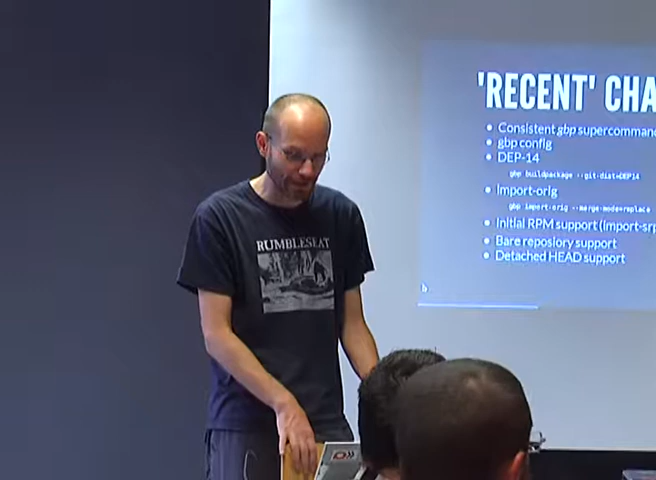 'RECENT' CHA
Consistent gbp supercommand
gbp config
DEP-14
gbp buildpackage --git-dist=DEP14
Import-orig
gbp import-orig --merge-mode=replace
Initial RPM support (import-srp
Bare repository support
Detached HEAD support
RUMBLESEAT